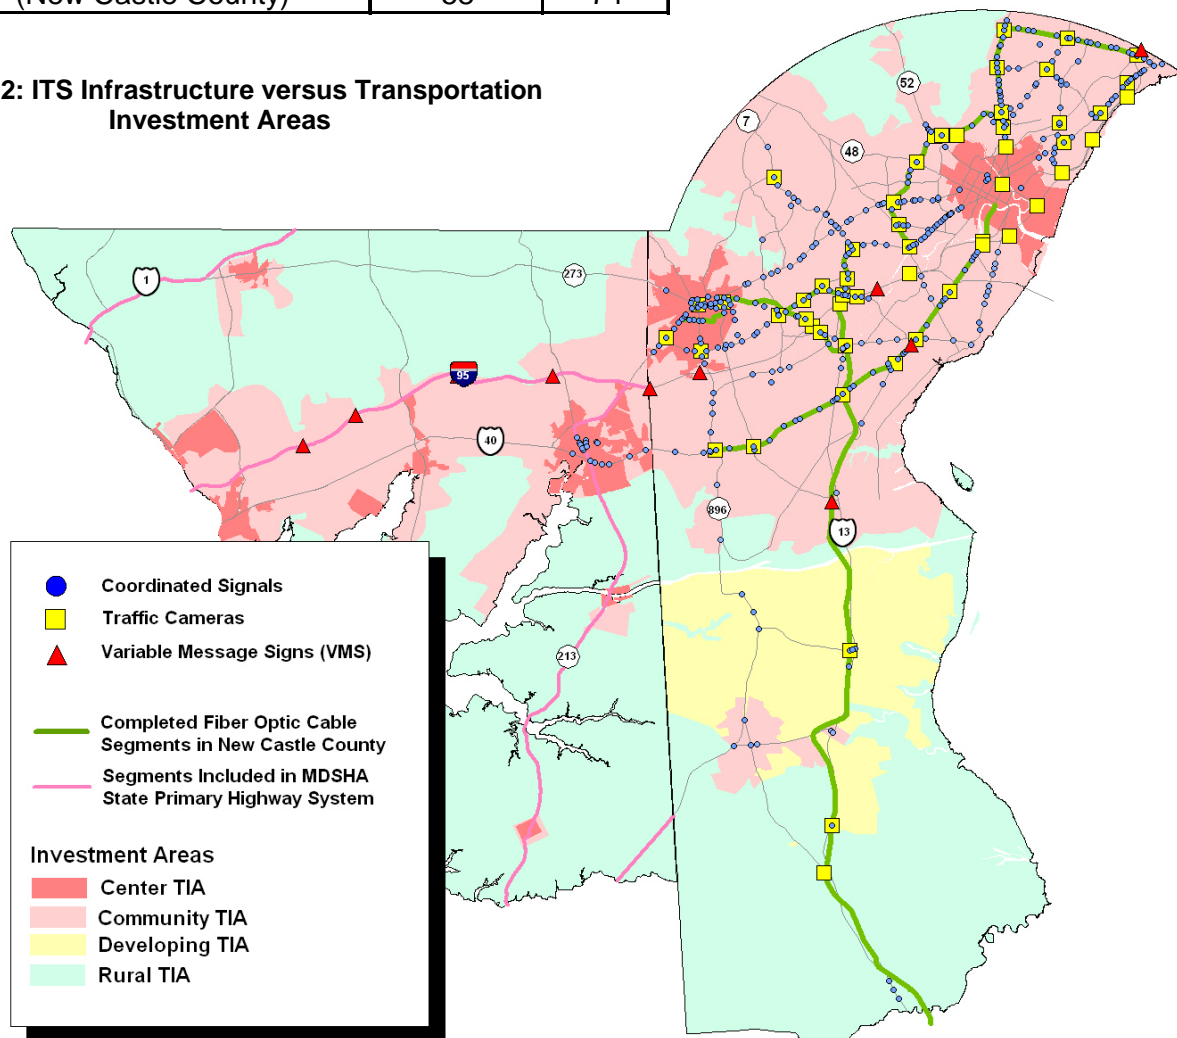 (New Castle County)
74
2: ITS Infrastructure versus Transportation
Investment Areas
52
7
48
1
273
95
40
896
13
213
Coordinated Signals
Traffic Cameras
Variable Message Signs (VMS)
Completed Fiber Optic Cable
Segments in New Castle County
Segments Included in MDSHA
State Primary Highway System
Investment Areas
Center TIA
Community TIA
Developing TIA
Rural TIA